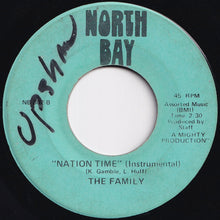 NORTH
BAY
upshaw
45 RPM
Assorted Music
(BMI)
Time 2:30
Produced by
Staff
A MIGHTY
PRODUCTION"
"NATION TIME" (Instrumental)
(K. Gamble, L. Huff)
THE FAMILY